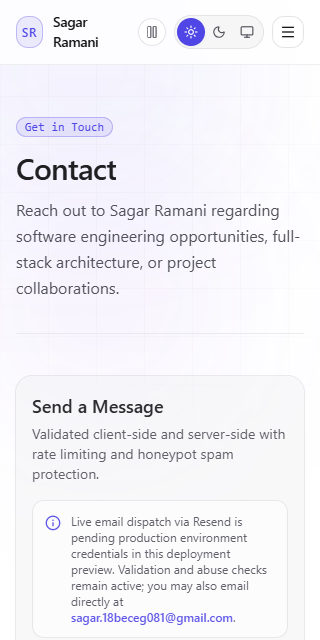 SR
Sagar
Ramani
Get in Touch
Contact
Reach out to Sagar Ramani regarding
software engineering opportunities, full-
stack architecture, or project
collaborations.
Send a Message
Validated client-side and server-side with
rate limiting and honeypot spam
protection.
Live email dispatch via Resend is
pending production environment
credentials in this deployment
preview. Validation and abuse checks
remain active; you may also email
directly at
sagar.18beceg081@gmail.com.